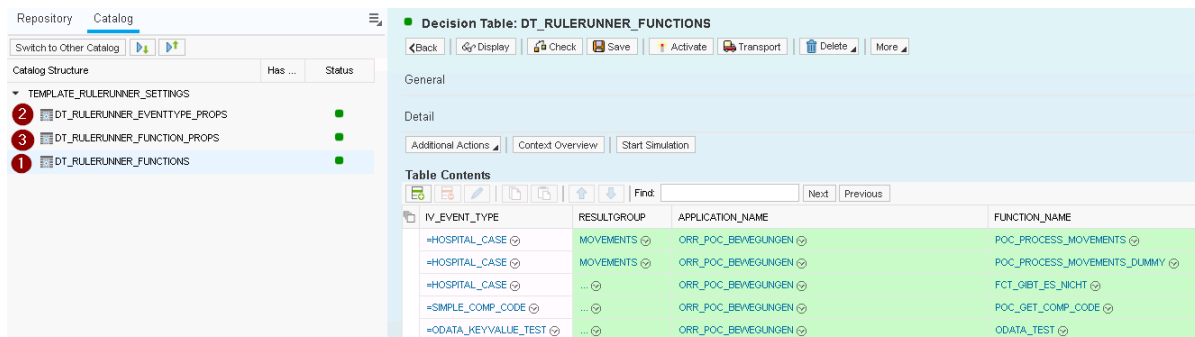 Repository Catalog
Switch to Other Catalog
Catalog Structure Has ... Status
TEMPLATE_RULERUNNER_SETTINGS
2 DT_RULERUNNER_EVENTTYPE_PROPS
3 DT_RULERUNNER_FUNCTION_PROPS
1 DT_RULERUNNER_FUNCTIONS
Decision Table: DT_RULERUNNER_FUNCTIONS
Back Display Check Save Activate Transport Delete More
General
Detail
Additional Actions Context Overview Start Simulation
Table Contents
Find: Next Previous
IV_EVENT_TYPE RESULTGROUP APPLICATION_NAME FUNCTION_NAME
=HOSPITAL_CASE MOVEMENTS ORR_POC_BEWEGUNGEN POC_PROCESS_MOVEMENTS
=HOSPITAL_CASE MOVEMENTS ORR_POC_BEWEGUNGEN POC_PROCESS_MOVEMENTS_DUMMY
=HOSPITAL_CASE ... ORR_POC_BEWEGUNGEN FCT_GIBT_ES_NICHT
=SIMPLE_COMP_CODE ... ORR_POC_BEWEGUNGEN POC_GET_COMP_CODE
=ODATA_KEYVALUE_TEST ... ORR_POC_BEWEGUNGEN ODATA_TEST